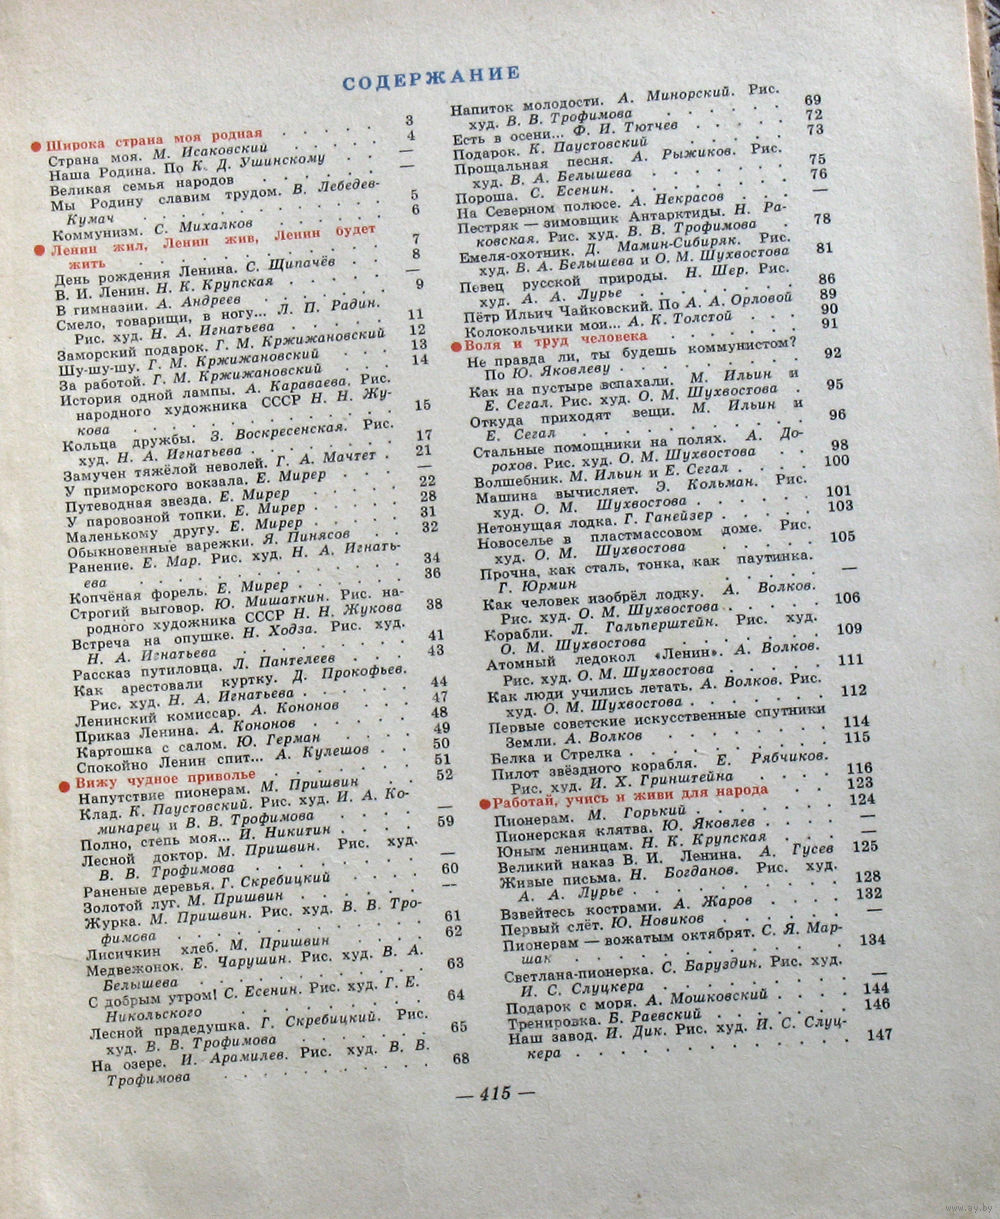 СОДЕРЖАНИЕ
Широка страна моя родная . . . . . 3
Страна моя. М. Исаковский . . . . 4
Наша Родина. По К. Д. Ушинскому . . —
Великая семья народов . . . . —
Мы Родину славим трудом. В. Лебедев-
Кумач . . . . 5
Коммунизм. С. Михалков . . . . 6
Ленин жил, Ленин жив, Ленин будет
жить . . . . 7
День рождения Ленина. С. Щипачёв . . 8
В. И. Ленин. Н. К. Крупская . . . . —
В гимназии. А. Андреев . . . . 9
Смело, товарищи, в ногу... Л. П. Радин.
Рис. худ. Н. А. Игнатьева . . . . 11
Заморский подарок. Г. М. Кржижановский 12
Шу-шу-шу. Г. М. Кржижановский . . 13
За работой. Г. М. Кржижановский . . . 14
История одной лампы. А. Караваева. Рис.
народного художника СССР Н. Н. Жу-
кова . . . . 15
Кольца дружбы. З. Воскресенская. Рис.
худ. Н. А. Игнатьева . . . . 17
Замучен тяжёлой неволей. Г. А. Мачтет . 21
У приморского вокзала. Е. Мирер . . . —
Путеводная звезда. Е. Мирер . . . . 22
У паровозной топки. Е. Мирер . . . . 28
Маленькому другу. Е. Мирер . . . . 31
Обыкновенные варежки. Я. Пинясов . . 32
Ранение. Е. Мар. Рис. худ. Н. А. Игнать-
ева . . . . 34
Копчёная форель. Е. Мирер . . . . 36
Строгий выговор. Ю. Мишаткин. Рис. на-
родного художника СССР Н. Н. Жукова 38
Встреча на опушке. Н. Ходза. Рис. худ.
Н. А. Игнатьева . . . . 41
Рассказ путиловца. Л. Пантелеев . . . 43
Как арестовали куртку. Д. Прокофьев.
Рис. худ. Н. А. Игнатьева . . . . 44
Ленинский комиссар. А. Кононов . . . 47
Приказ Ленина. А. Кононов . . . . 48
Картошка с салом. Ю. Герман . . . . 49
Спокойно Ленин спит... А. Кулешов . . 50
Вижу чудное приволье . . . . 51
Напутствие пионерам. М. Пришвин . . 52
Клад. К. Паустовский. Рис. худ. И. А. Ко-
минарец и В. В. Трофимова . . . . —
Полно, степь моя... И. Никитин . . . . 59
Лесной доктор. М. Пришвин. Рис. худ.
В. В. Трофимова . . . . —
Раненые деревья. Г. Скребицкий . . . . 60
Золотой луг. М. Пришвин . . . . —
Журка. М. Пришвин. Рис. худ. В. В. Тро-
фимова . . . . 61
Лисичкин хлеб. М. Пришвин . . . . 62
Медвежонок. Е. Чарушин. Рис. худ. В. А.
Белышева . . . . 63
С добрым утром! С. Есенин. Рис. худ. Г. Е.
Никольского . . . . 64
Лесной прадедушка. Г. Скребицкий. Рис.
худ. В. В. Трофимова . . . . 65
На озере. И. Арамилев. Рис. худ. В. В.
Трофимова . . . . 68
Напиток молодости. А. Минорский. Рис.
худ. В. В. Трофимова . . . . 69
Есть в осени... Ф. И. Тютчев . . . . 72
Подарок. К. Паустовский . . . . 73
Прощальная песня. А. Рыжиков. Рис.
худ. В. А. Белышева . . . . 75
Пороша. С. Есенин. . . . . 76
На Северном полюсе. А. Некрасов . . . —
Пестряк — зимовщик Антарктиды. Н. Ра-
ковская. Рис. худ. В. В. Трофимова . 78
Емеля-охотник. Д. Мамин-Сибиряк. Рис.
худ. В. А. Белышева и О. М. Шухвостова 81
Певец русской природы. Н. Шер. Рис.
худ. А. А. Лурье . . . . 86
Пётр Ильич Чайковский. По А. А. Орловой 89
Колокольчики мои... А. К. Толстой . . . 90
Воля и труд человека . . . . 91
Не правда ли, ты будешь коммунистом?
По Ю. Яковлеву . . . . 92
Как на пустыре вспахали. М. Ильин и
Е. Сегал. Рис. худ. О. М. Шухвостова . 95
Откуда приходят вещи. М. Ильин и
Е. Сегал . . . . 96
Стальные помощники на полях. А. До-
рохов. Рис. худ. О. М. Шухвостова . . 98
Волшебник. М. Ильин и Е. Сегал . . . . 100
Машина вычисляет. Э. Кольман. Рис.
худ. О. М. Шухвостова . . . . 101
Нетонущая лодка. Г. Ганейзер . . . . 103
Новоселье в пластмассовом доме. Рис.
худ. О. М. Шухвостова . . . . 105
Прочна, как сталь, тонка, как паутинка.
Г. Юрмин . . . . —
Как человек изобрёл лодку. А. Волков.
Рис. худ. О. М. Шухвостова . . . . 106
Корабли. Л. Гальперштейн. Рис. худ.
О. М. Шухвостова . . . . 109
Атомный ледокол «Ленин». А. Волков.
Рис. худ. О. М. Шухвостова . . . . 111
Как люди учились летать. А. Волков. Рис.
худ. О. М. Шухвостова . . . . 112
Первые советские искусственные спутники
Земли. А. Волков . . . . 114
Белка и Стрелка . . . . 115
Пилот звёздного корабля. Е. Рябчиков.
Рис. худ. И. Х. Гринштейна . . . . 116
Работай, учись и живи для народа . . 123
Пионерам. М. Горький . . . . 124
Пионерская клятва. Ю. Яковлев . . . . —
Юным ленинцам. Н. К. Крупская . . . —
Великий наказ В. И. Ленина. А. Гусев 125
Живые письма. Н. Богданов. Рис. худ.
А. А. Лурье . . . . 128
Взвейтесь кострами. А. Жаров . . . . 132
Первый слёт. Ю. Новиков . . . . —
Пионерам — вожатым октябрят. С. Я. Мар-
шак . . . . 134
Светлана-пионерка. С. Баруздин. Рис. худ.
И. С. Слуцкера . . . . —
Подарок с моря. А. Мошковский . . . . 144
Тренировка. Б. Раевский . . . . 146
Наш завод. И. Дик. Рис. худ. И. С. Слуц-
кера . . . . 147
— 415 —
www.ay.by